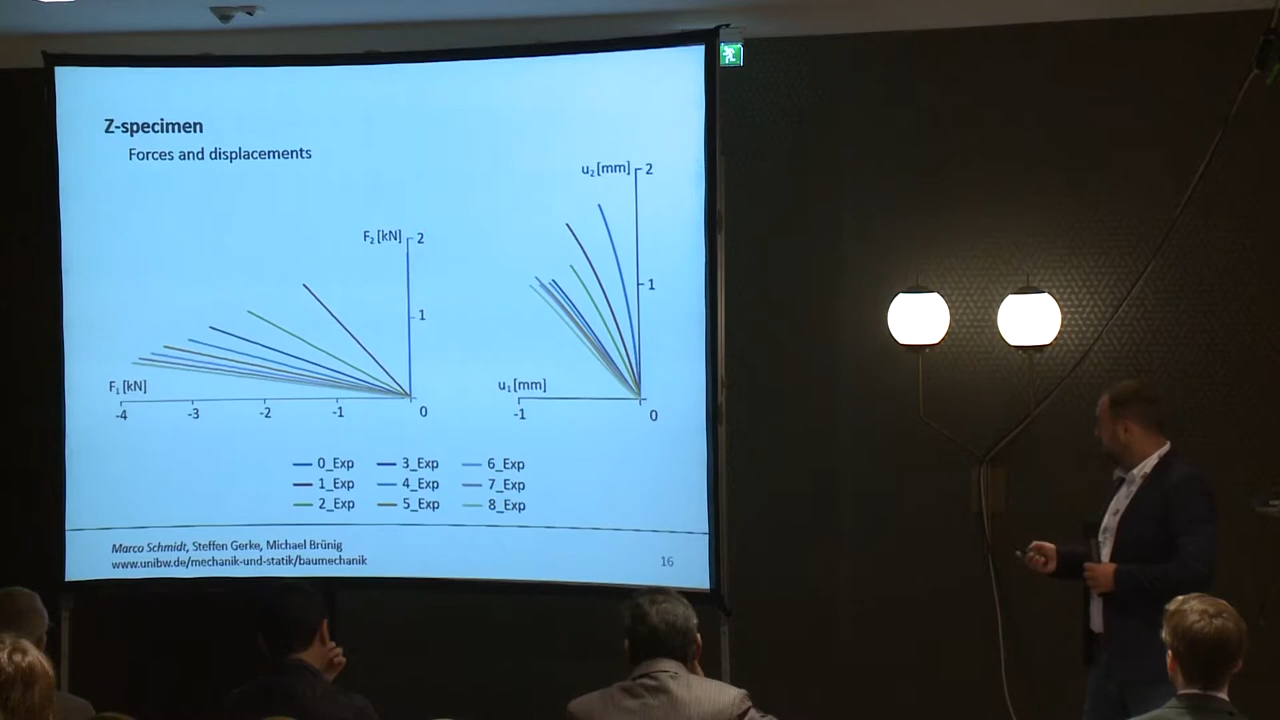 Z-specimen
Forces and displacements
F₂ [kN]
2
1
F₁ [kN]
-4
-3
-2
-1
0
u₂ [mm]
2
1
u₁ [mm]
-1
0
0_Exp
3_Exp
6_Exp
1_Exp
4_Exp
7_Exp
2_Exp
5_Exp
8_Exp
Marco Schmidt, Steffen Gerke, Michael Brünig
www.unibw.de/mechanik-und-statik/baumechanik
16